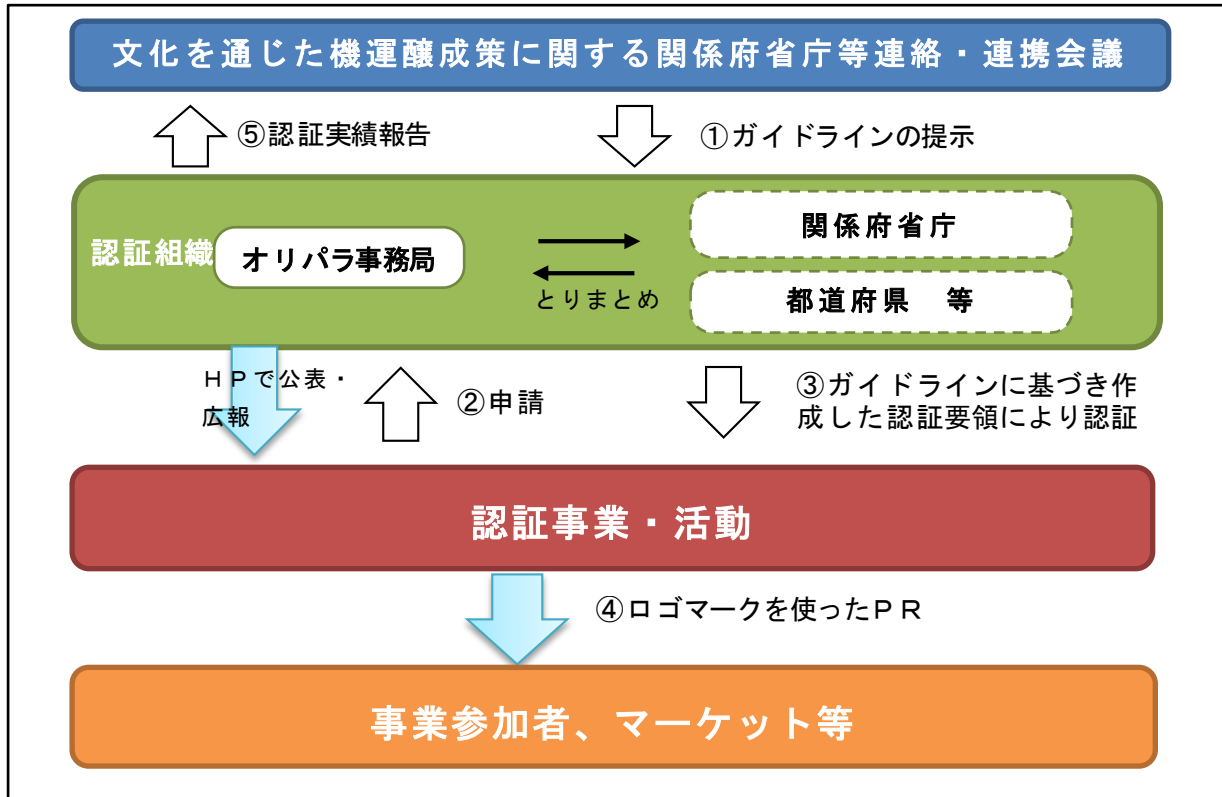 文化を通じた機運醸成策に関する関係府省庁等連絡・連携会議
⑤認証実績報告
①ガイドラインの提示
認証組織
オリパラ事務局
とりまとめ
関係府省庁
都道府県　等
ＨＰで公表・
広報
②申請
③ガイドラインに基づき作
成した認証要領により認証
認証事業・活動
④ロゴマークを使ったＰＲ
事業参加者、マーケット等